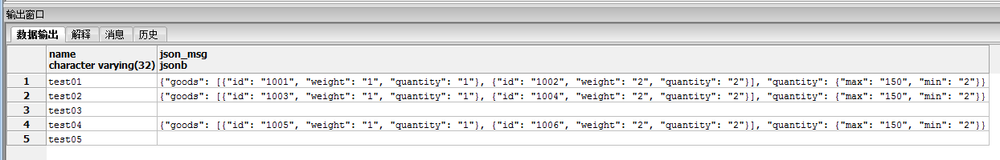 输出窗口
数据输出 解释 消息 历史
name json_msg
character varying(32) jsonb
1 test01 {"goods": [{"id": "1001", "weight": "1", "quantity": "1"}, {"id": "1002", "weight": "2", "quantity": "2"}], "quantity": {"max": "150", "min": "2"}}
2 test02 {"goods": [{"id": "1003", "weight": "1", "quantity": "1"}, {"id": "1004", "weight": "2", "quantity": "2"}], "quantity": {"max": "150", "min": "2"}}
3 test03
4 test04 {"goods": [{"id": "1005", "weight": "1", "quantity": "1"}, {"id": "1006", "weight": "2", "quantity": "2"}], "quantity": {"max": "150", "min": "2"}}
5 test05